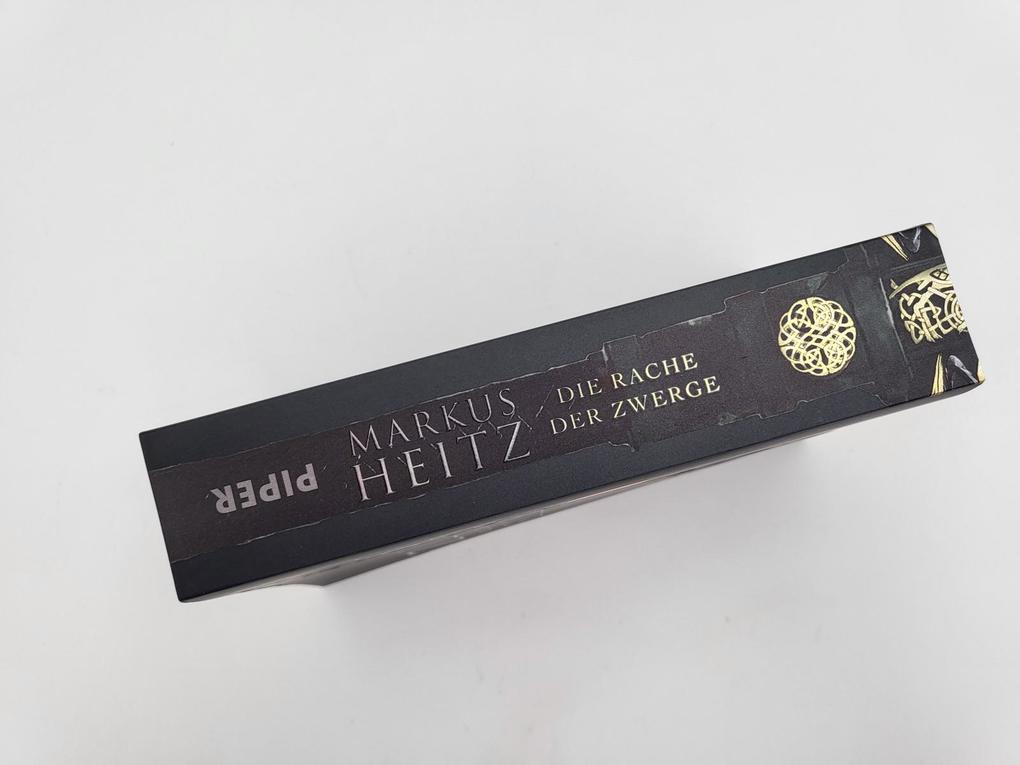 MARKUS
HEITZ
DIE RACHE
DER ZWERGE
PIPER